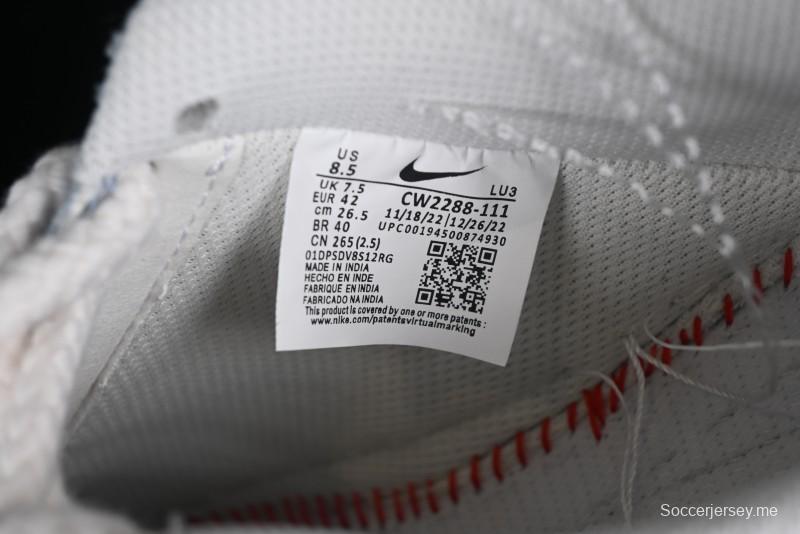 US
8.5
UK 7.5
EUR 42
cm 26.5
BR 40
CN 265 (2.5)
01DPSDV8S12RG
MADE IN INDIA
HECHO EN INDE
FABRIQUE EN INDIA
FABRICADO NA INDIA
This product is covered by one or more patents :
www.nike.com/patentsvirtualmarking
LU3
CW2288-111
11/18/22 | 12/26/22
UPC00194500874930
Soccerjersey.me